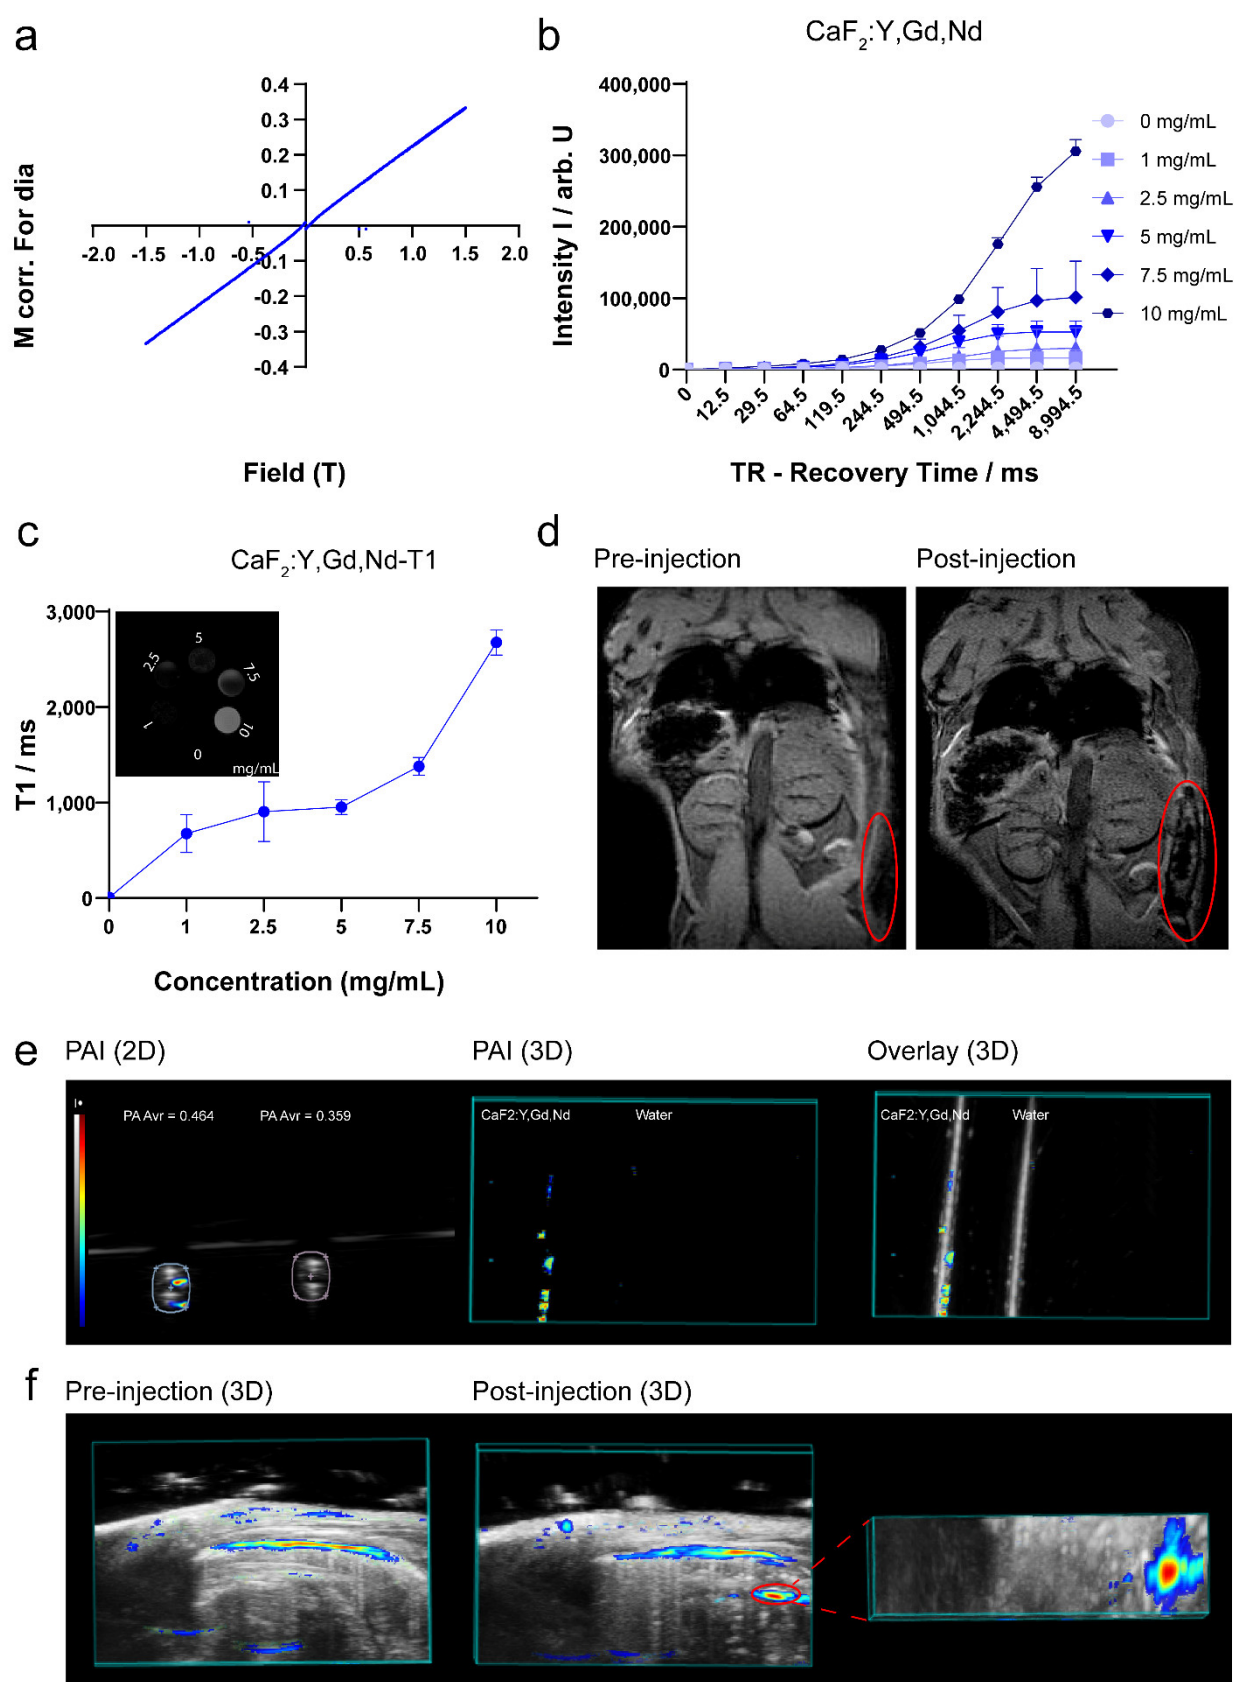 a
0.4
0.3
0.2
0.1
-2.0 -1.5 -1.0 -0.5 0.5 1.0 1.5 2.0
-0.1
-0.2
-0.3
-0.4
M corr. For dia
Field (T)
b
CaF2:Y,Gd,Nd
400,000
300,000
200,000
100,000
0
Intensity I / arb. U
0 12.5 29.5 64.5 119.5 244.5 494.5 1,044.5 2,244.5 4,494.5 8,994.5
TR - Recovery Time / ms
0 mg/mL
1 mg/mL
2.5 mg/mL
5 mg/mL
7.5 mg/mL
10 mg/mL
c
CaF2:Y,Gd,Nd-T1
3,000
2,000
1,000
0
T1 / ms
5
2.5
7.5
1
10
0
mg/mL
0 1 2.5 5 7.5 10
Concentration (mg/mL)
d
Pre-injection
Post-injection
e
PAI (2D)
PAI (3D)
Overlay (3D)
PA Avr = 0.464
PA Avr = 0.359
CaF2:Y,Gd,Nd
Water
CaF2:Y,Gd,Nd
Water
f
Pre-injection (3D)
Post-injection (3D)